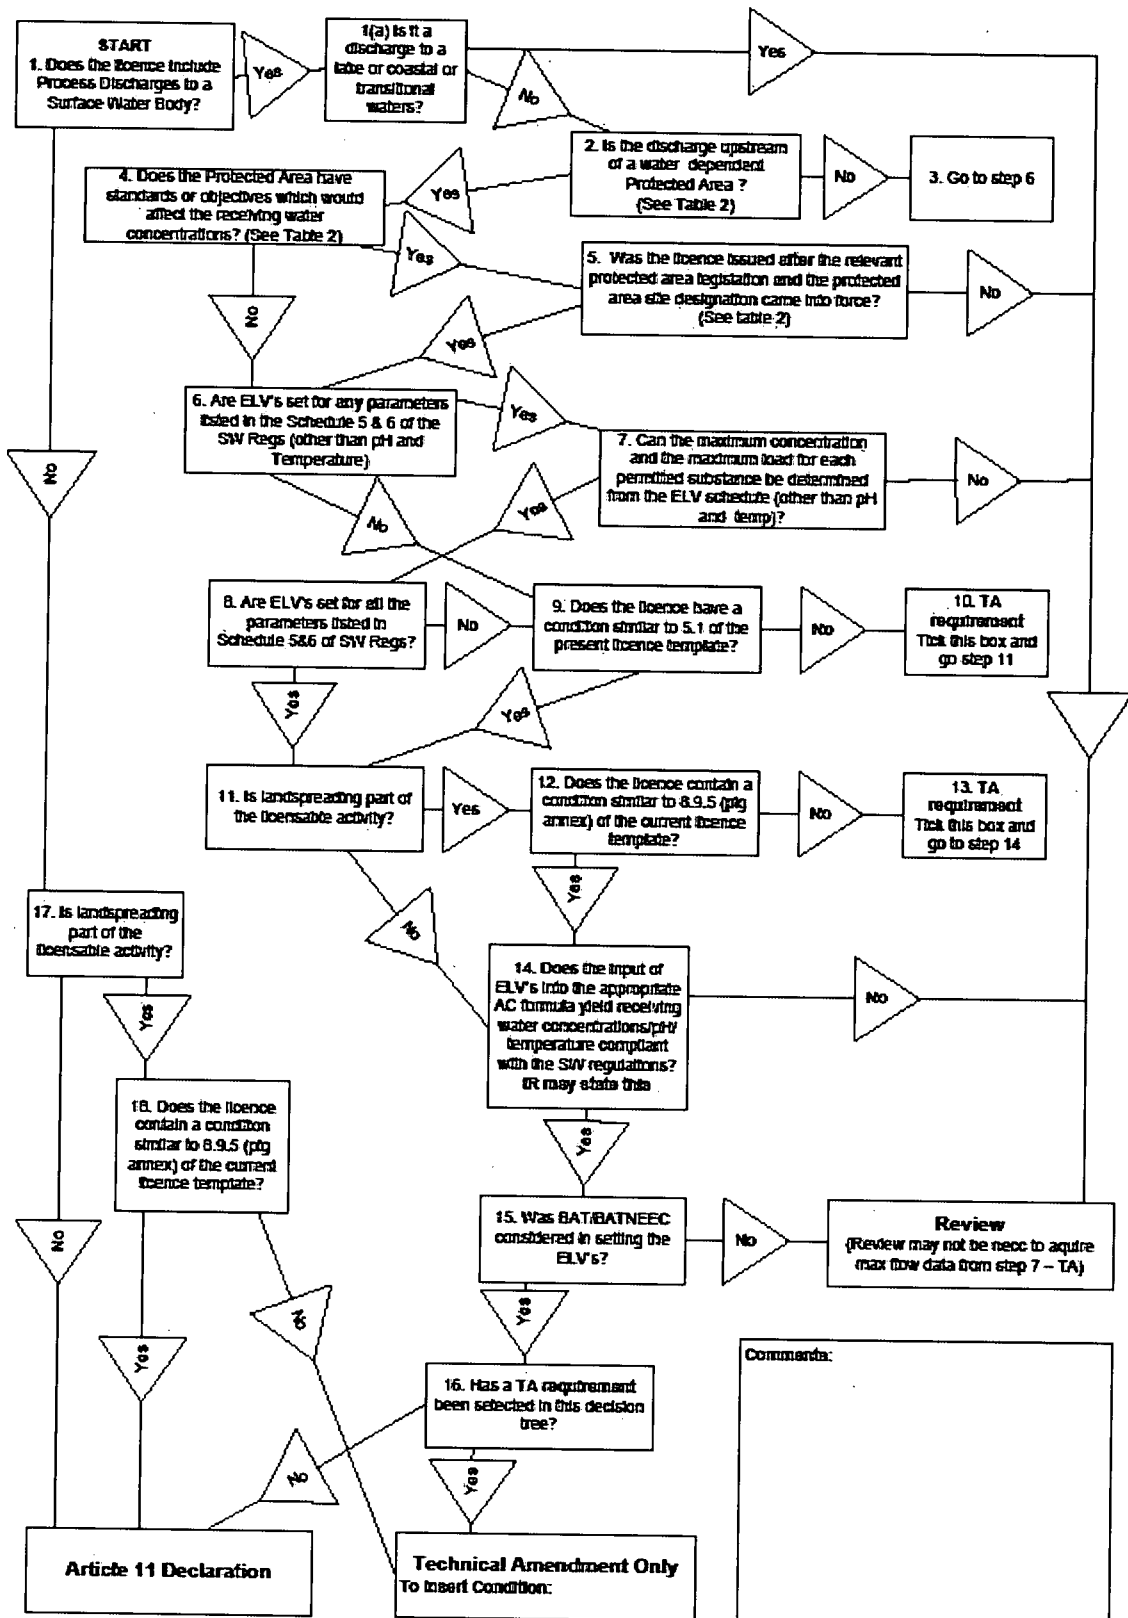 START
1. Does the licence include
Process Discharges to a
Surface Water Body?
Yes
1(a) Is it a
discharge to a
lake or coastal or
transitional
waters?
Yes
No
2. Is the discharge upstream
of a water dependent
Protected Area ?
(See Table 2)
No
3. Go to step 6
Yes
4. Does the Protected Area have
standards or objectives which would
affect the receiving water
concentrations? (See Table 2)
Yes
No
5. Was the licence issued after the relevant
protected area legislation and the protected
area site designation came into force?
(See table 2)
No
Yes
6. Are ELV's set for any parameters
listed in the Schedule 5 & 6 of the
SW Regs (other than pH and
Temperature)
Yes
No
7. Can the maximum concentration
and the maximum load for each
permitted substance be determined
from the ELV schedule (other than pH
and temp)?
No
Yes
No
8. Are ELV's set for all the
parameters listed in
Schedule 5&6 of SW Regs?
No
9. Does the licence have a
condition similar to 5.1 of the
present licence template?
No
10. TA
requirement
Tick this box and
go step 11
Yes
Yes
11. Is landspreading part of
the licensable activity?
Yes
12. Does the licence contain a
condition similar to 8.9.5 (pig
annex) of the current licence
template?
No
13. TA
requirement
Tick this box and
go to step 14
Yes
No
14. Does the input of
ELV's into the appropriate
AC formula yield receiving
water concentrations/pH/
temperature compliant
with the SW regulations?
IR may state this
No
Yes
17. Is landspreading
part of the
licensable activity?
Yes
No
18. Does the licence
contain a condition
similar to 8.9.5 (pig
annex) of the current
licence template?
No
Yes
15. Was BAT/BATNEEC
considered in setting the
ELV's?
No
Review
(Review may not be necc to aquire
max flow data from step 7 – TA)
Yes
16. Has a TA requirement
been selected in this decision
tree?
No
Yes
Article 11 Declaration
Technical Amendment Only
To Insert Condition:
Comments: